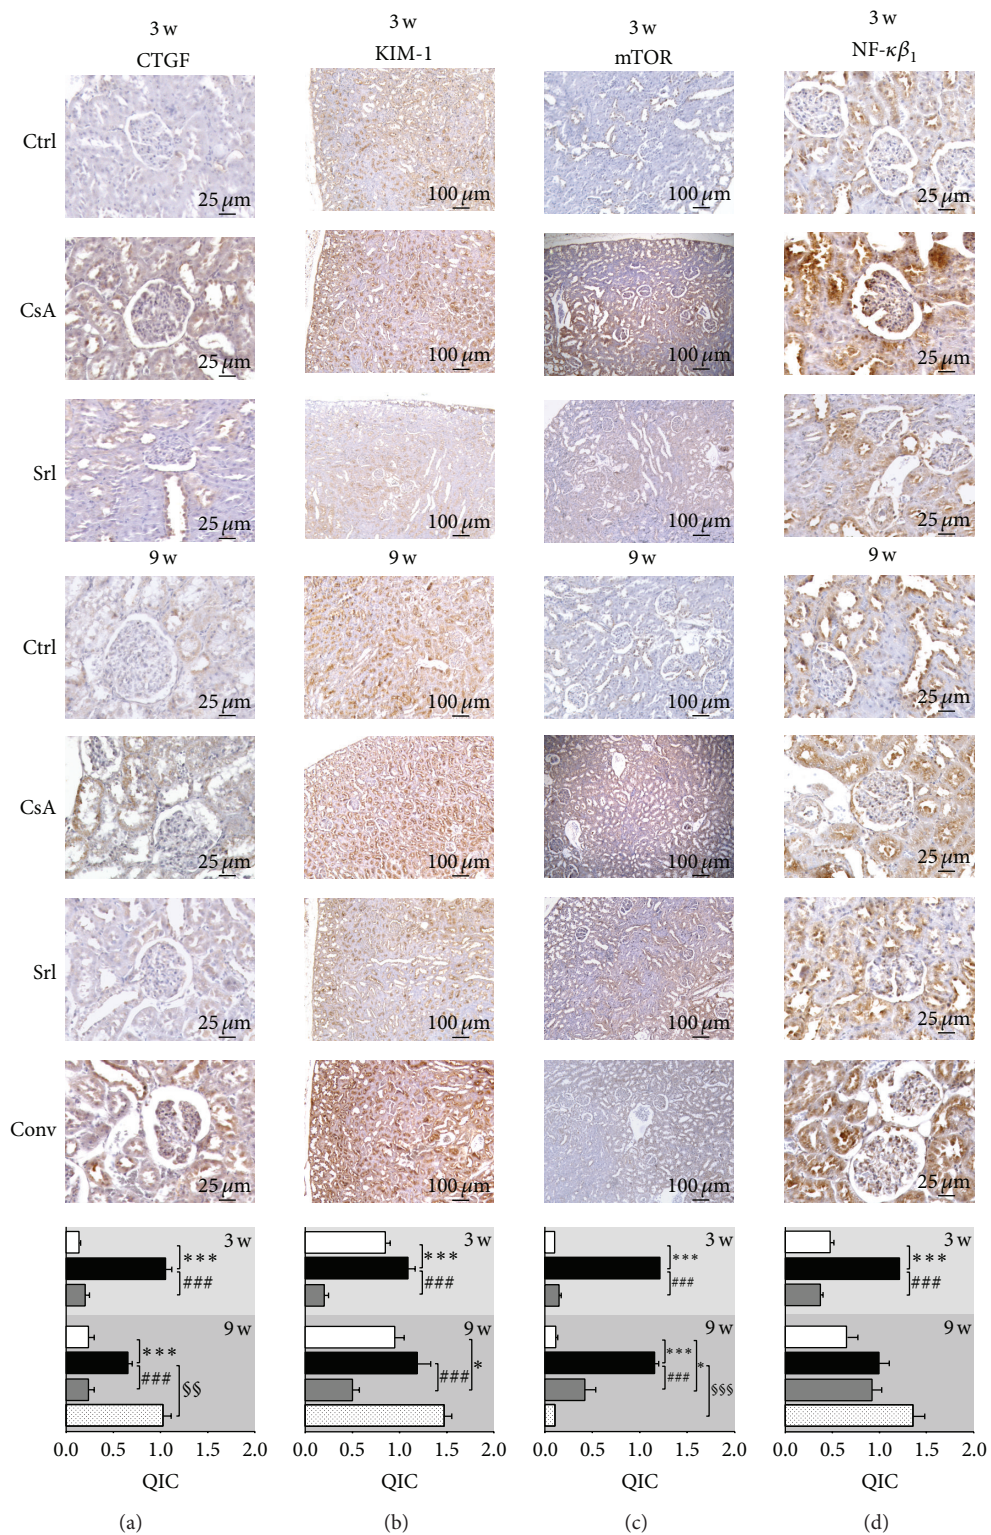 3 w 3 w 3 w 3 w
CTGF KIM-1 mTOR NF-κβ₁
Ctrl 25 μm 100 μm 100 μm 25 μm
CsA 25 μm 100 μm 100 μm 25 μm
Srl 25 μm 100 μm 100 μm 25 μm
9 w 9 w 9 w 9 w
Ctrl 25 μm 100 μm 100 μm 25 μm
CsA 25 μm 100 μm 100 μm 25 μm
Srl 25 μm 100 μm 100 μm 25 μm
Conv 25 μm 100 μm 100 μm 25 μm
3 w 3 w 3 w 3 w
*** *** *** ***
### ### ### ###
9 w 9 w 9 w 9 w
*** ***
### §§ ### * ### * §§§
0.0 0.5 1.0 1.5 2.0 0.0 0.5 1.0 1.5 2.0 0.0 0.5 1.0 1.5 2.0 0.0 0.5 1.0 1.5 2.0
QIC QIC QIC QIC
(a) (b) (c) (d)